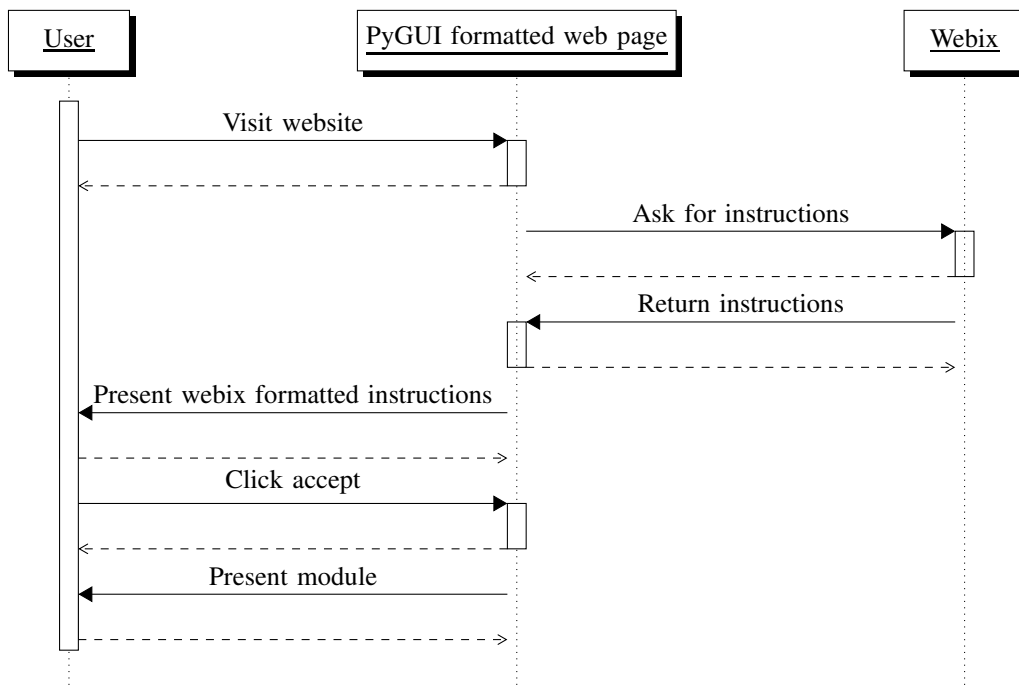 User
PyGUI formatted web page
Webix
Visit website
Ask for instructions
Return instructions
Present webix formatted instructions
Click accept
Present module